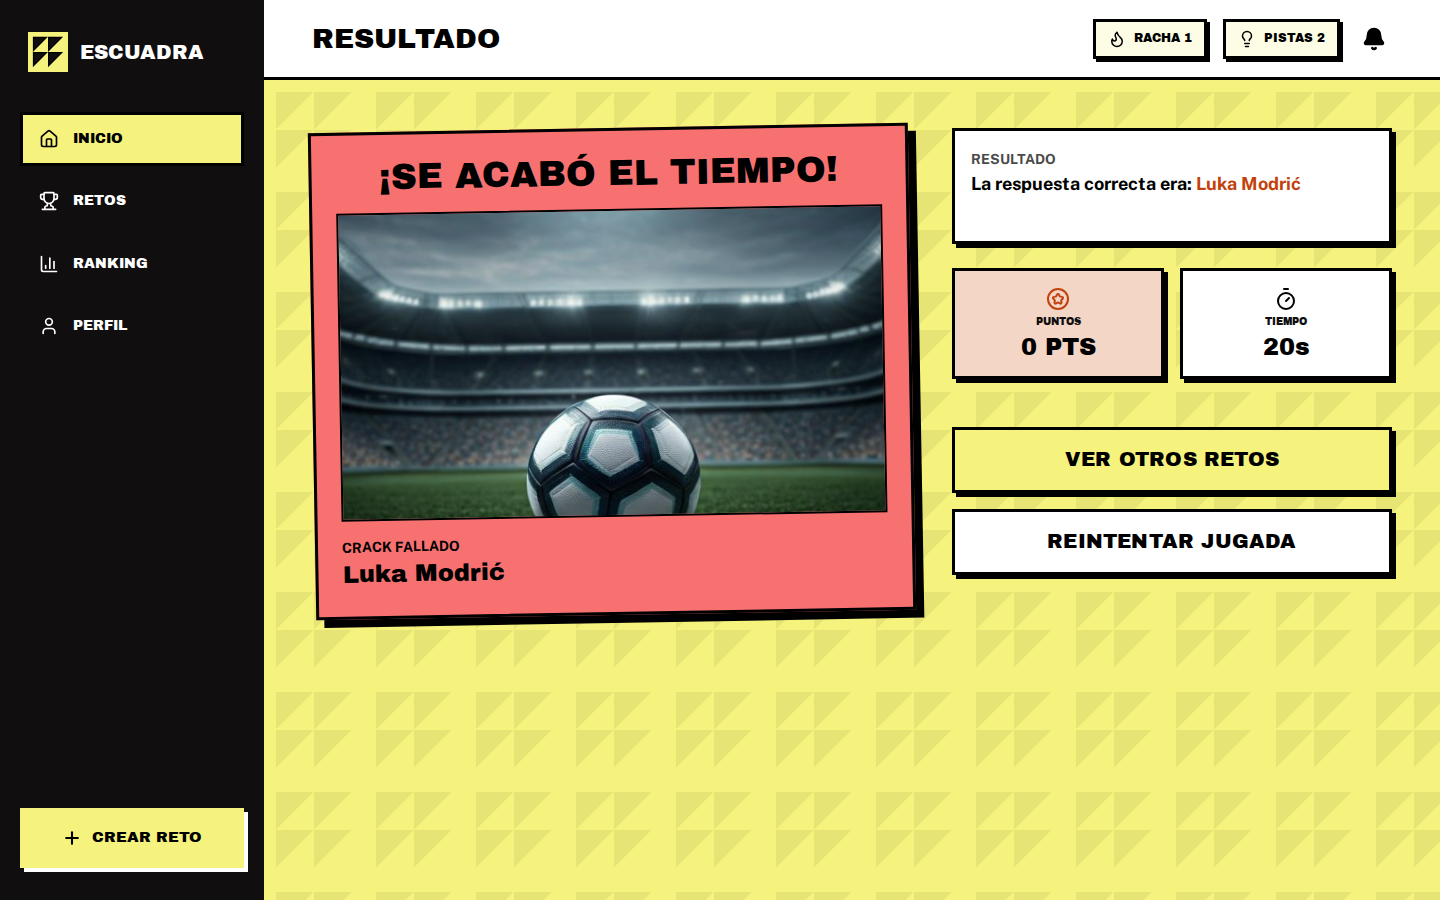 ESCUADRA
INICIO
RETOS
RANKING
PERFIL
CREAR RETO
RESULTADO
RACHA 1
PISTAS 2
¡SE ACABÓ EL TIEMPO!
CRACK FALLADO
Luka Modrić
RESULTADO
La respuesta correcta era: Luka Modrić
PUNTOS
0 PTS
TIEMPO
20s
VER OTROS RETOS
REINTENTAR JUGADA